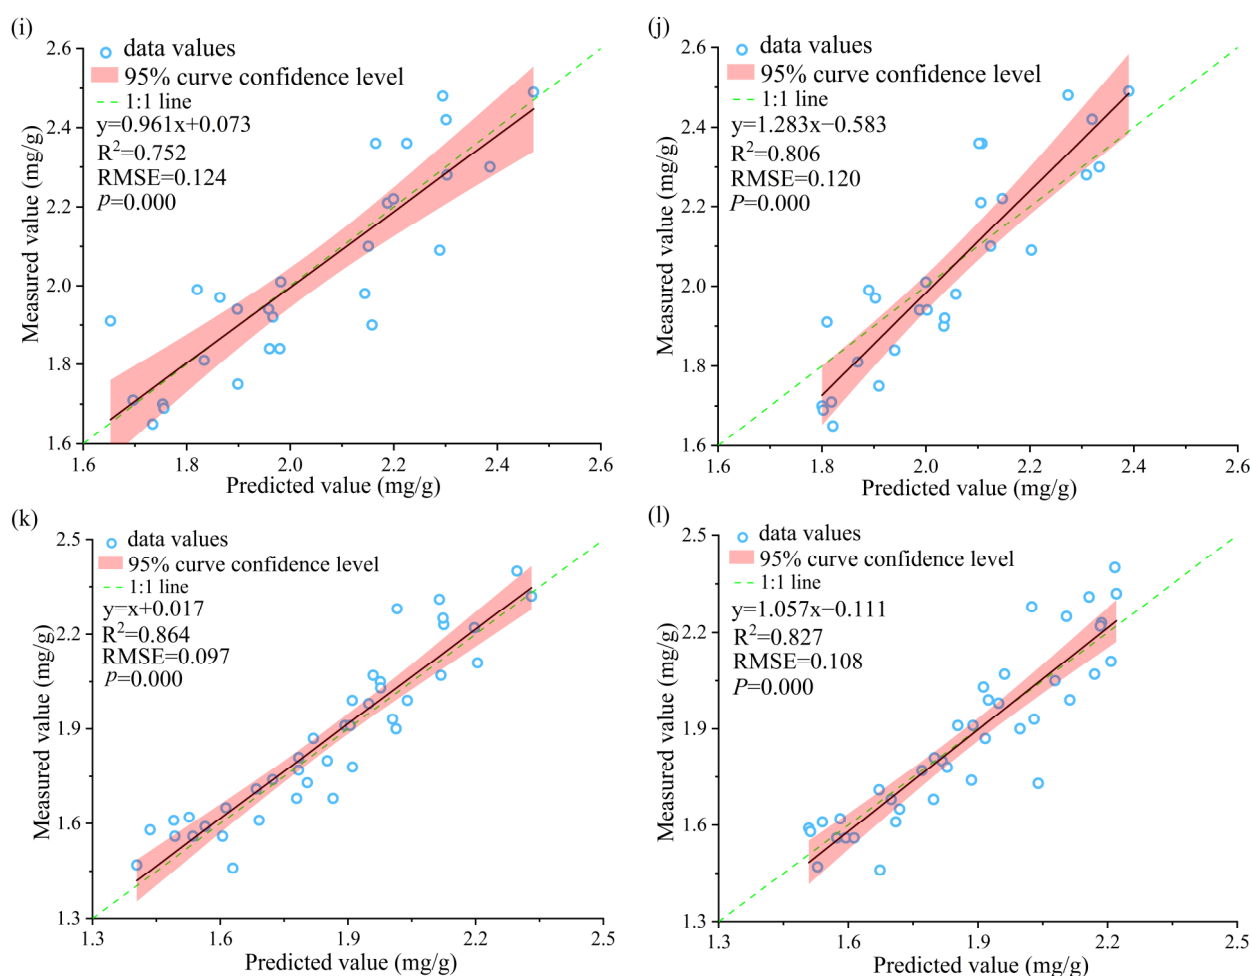 (i)
data values
95% curve confidence level
1:1 line
y=0.961x+0.073
R²=0.752
RMSE=0.124
P=0.000
2.6
2.4
2.2
2.0
1.8
1.6
Measured value (mg/g)
1.6 1.8 2.0 2.2 2.4 2.6
Predicted value (mg/g)
(j)
data values
95% curve confidence level
1:1 line
y=1.283x−0.583
R²=0.806
RMSE=0.120
P=0.000
2.6
2.4
2.2
2.0
1.8
1.6
Measured value (mg/g)
1.6 1.8 2.0 2.2 2.4 2.6
Predicted value (mg/g)
(k)
data values
95% curve confidence level
1:1 line
y=x+0.017
R²=0.864
RMSE=0.097
P=0.000
2.5
2.2
1.9
1.6
1.3
Measured value (mg/g)
1.3 1.6 1.9 2.2 2.5
Predicted value (mg/g)
(l)
data values
95% curve confidence level
1:1 line
y=1.057x−0.111
R²=0.827
RMSE=0.108
P=0.000
2.5
2.2
1.9
1.6
1.3
Measured value (mg/g)
1.3 1.6 1.9 2.2 2.5
Predicted value (mg/g)